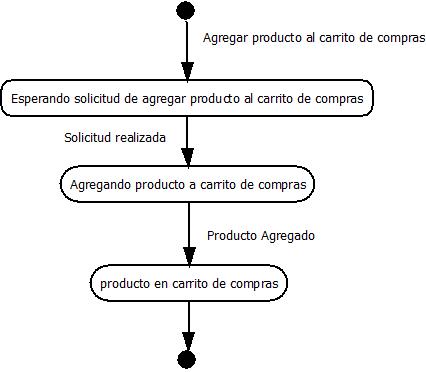 Agregar producto al carrito de compras
Esperando solicitud de agregar producto al carrito de compras
Solicitud realizada
Agregando producto a carrito de compras
Producto Agregado
producto en carrito de compras